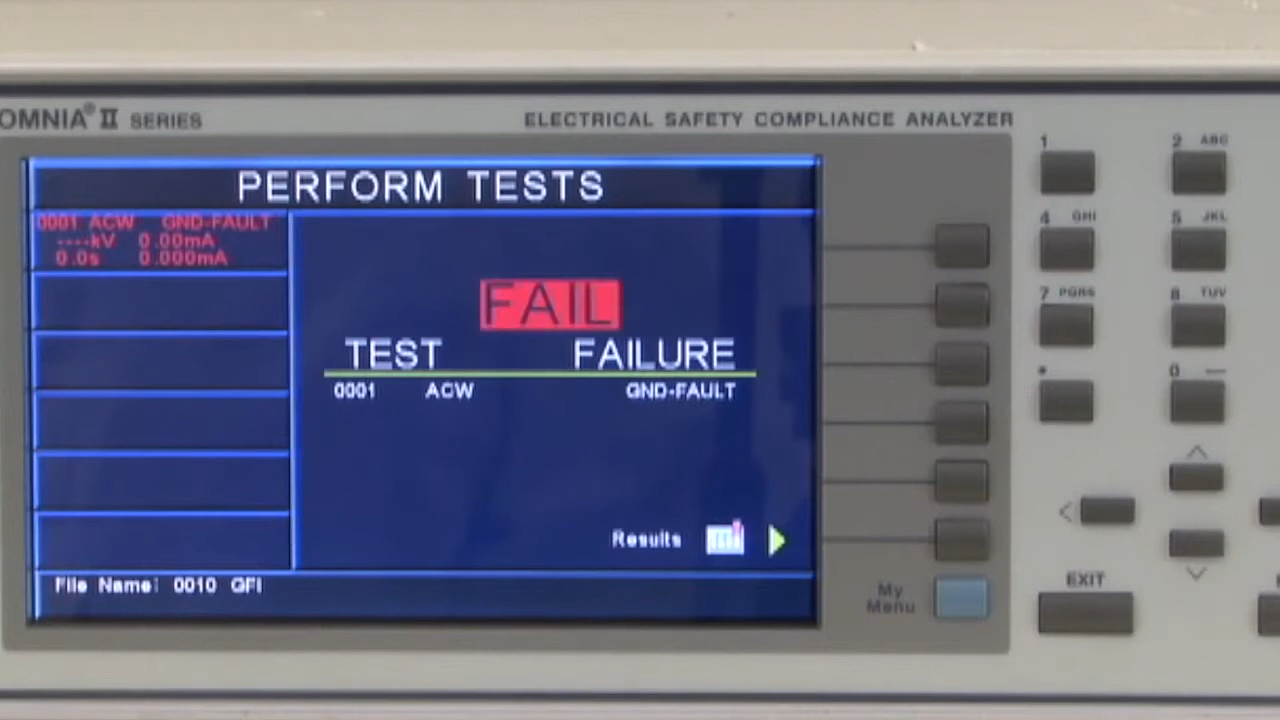 OMNIA® II SERIES
ELECTRICAL SAFETY COMPLIANCE ANALYZER
PERFORM TESTS
0001 ACW GND-FAULT
----kV 0.00mA
0.0s 0.000mA
FAIL
TEST FAILURE
0001 ACW GND-FAULT
Results
File Name: 0010 GFI
My
Menu
1
2 ABC
4 GHI
5 JKL
7 PQRS
8 TUV
0
<
EXIT